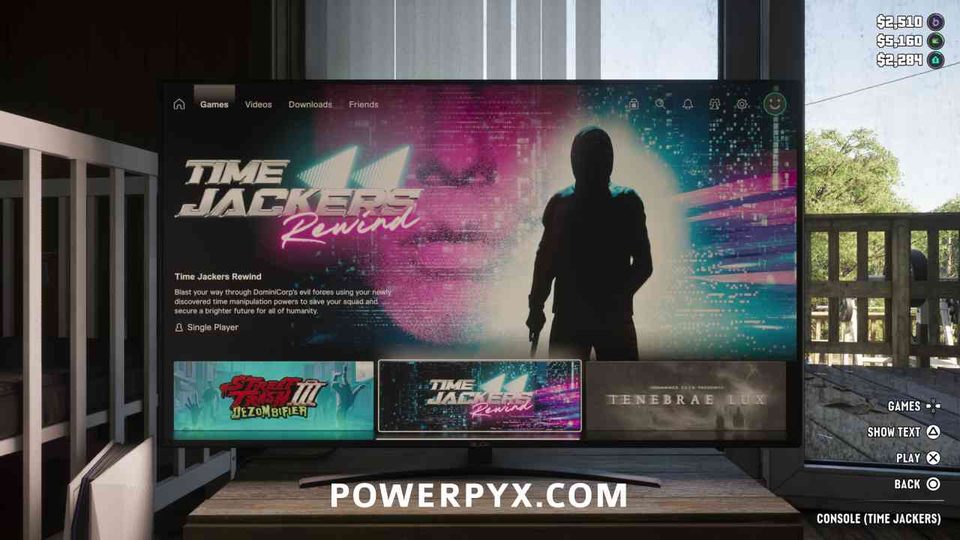 $2,510
$5,160
$2,284
Games
Videos
Downloads
Friends
TIME
JACKERS
Rewind
Time Jackers Rewind
Blast your way through DominiCorp's evil forces using your newly
discovered time manipulation powers to save your squad and
secure a brighter future for all of humanity.
Single Player
STREET
TRASH III
DEZOMBIFIER
TIME
JACKERS
Rewind
TENEBRAE LUX
GAMES
SHOW TEXT
PLAY
BACK
CONSOLE (TIME JACKERS)
POWERPYX.COM